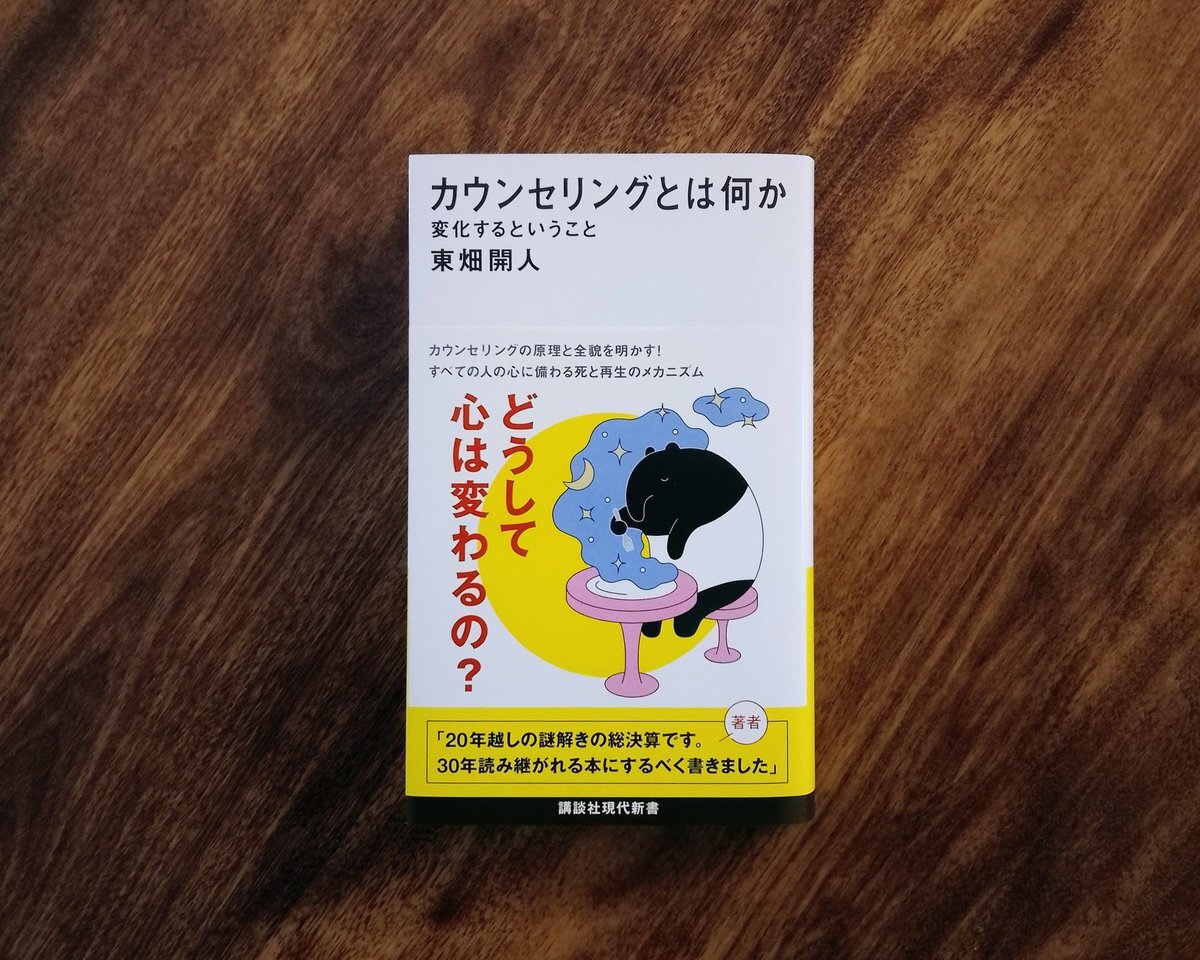 カウンセリングとは何か
変化するということ
東畑開人
カウンセリングの原理と全貌を明かす!
すべての人の心に備わる死と再生のメカニズム
どうして
心は変わるの?
著者
「20年越しの謎解きの総決算です。
30年読み継がれる本にするべく書きました」
講談社現代新書